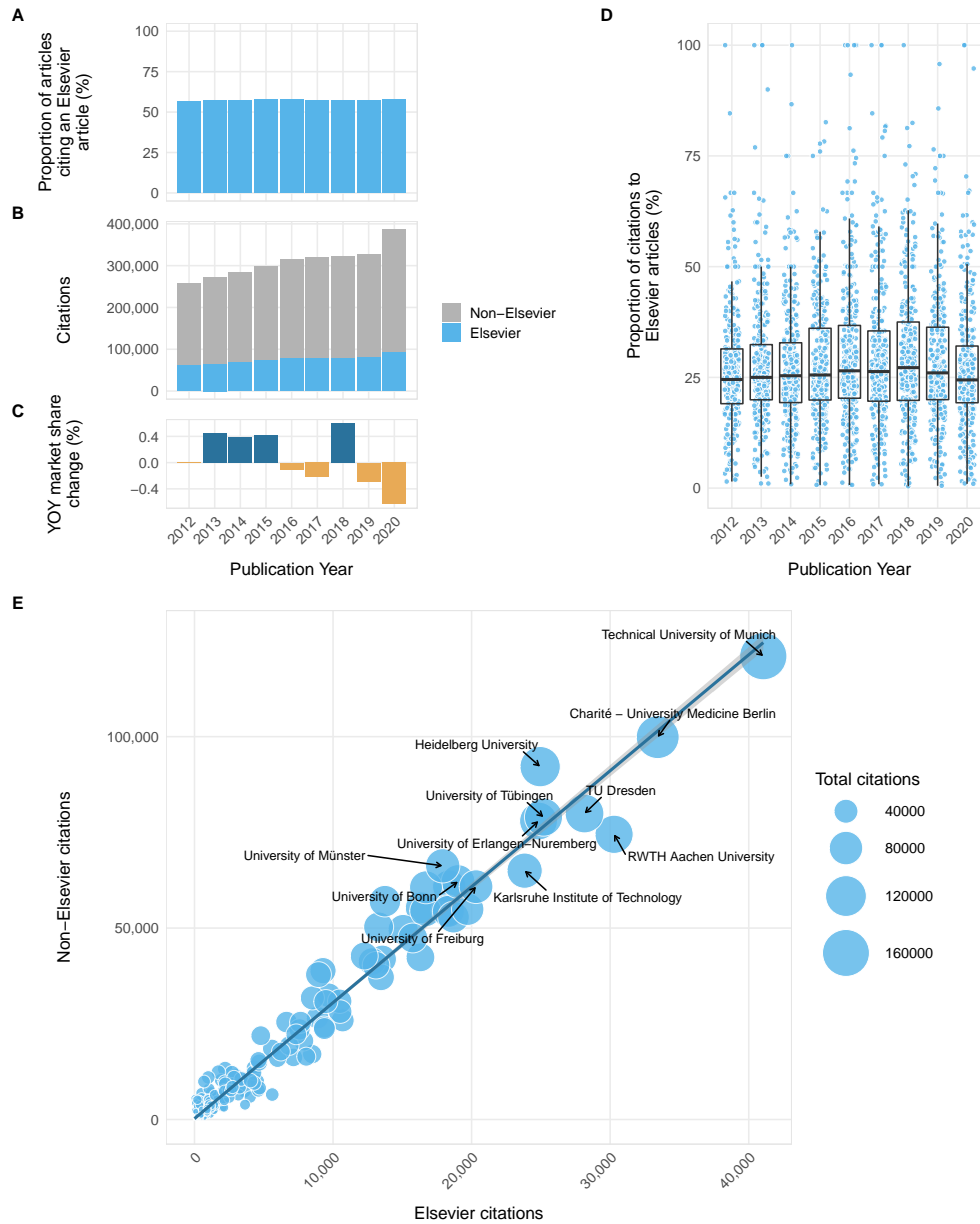 A
Proportion of articles
citing an Elsevier
article (%)
100
75
50
25
0
B
Citations
400,000
300,000
200,000
100,000
0
Non−Elsevier
Elsevier
C
YOY market share
change (%)
0.4
0.0
−0.4
2012
2013
2014
2015
2016
2017
2018
2019
2020
Publication Year
D
Proportion of citations to
Elsevier articles (%)
100
75
50
25
0
2012
2013
2014
2015
2016
2017
2018
2019
2020
Publication Year
E
Non−Elsevier citations
100,000
50,000
0
Technical University of Munich
Charité − University Medicine Berlin
Heidelberg University
University of Tübingen
TU Dresden
University of Erlangen−Nuremberg
University of Münster
RWTH Aachen University
University of Bonn
Karlsruhe Institute of Technology
University of Freiburg
0
10,000
20,000
30,000
40,000
Elsevier citations
Total citations
40000
80000
120000
160000